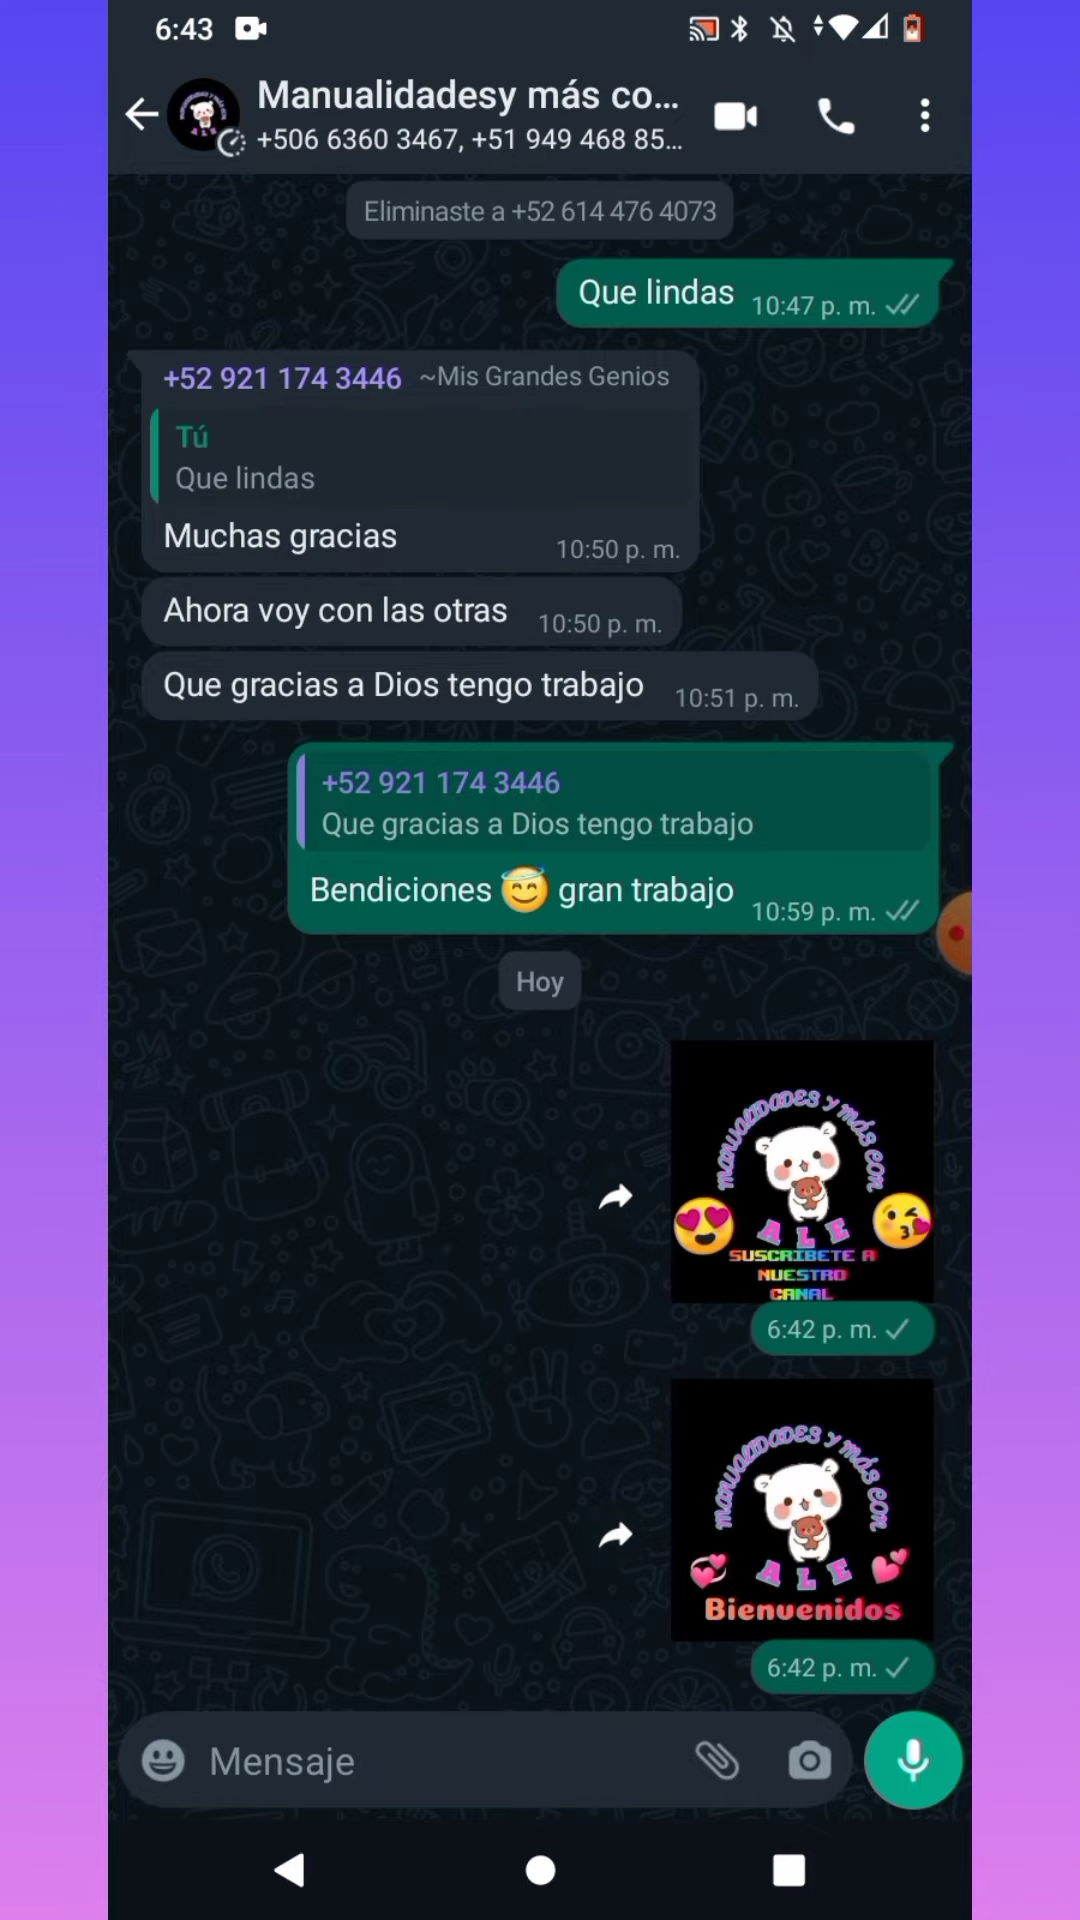 6:43
Manualidadesy más co...
+506 6360 3467, +51 949 468 85...
Eliminaste a +52 614 476 4073
Que lindas 10:47 p. m.
+52 921 174 3446 ~Mis Grandes Genios
Tú
Que lindas
Muchas gracias 10:50 p. m.
Ahora voy con las otras 10:50 p. m.
Que gracias a Dios tengo trabajo 10:51 p. m.
+52 921 174 3446
Que gracias a Dios tengo trabajo
Bendiciones 😇 gran trabajo 10:59 p. m.
Hoy
manualidades y más con
ALE
SUSCRIBETE A
NUESTRO
CANAL
6:42 p. m.
manualidades y más con
ALE
Bienvenidos
6:42 p. m.
Mensaje